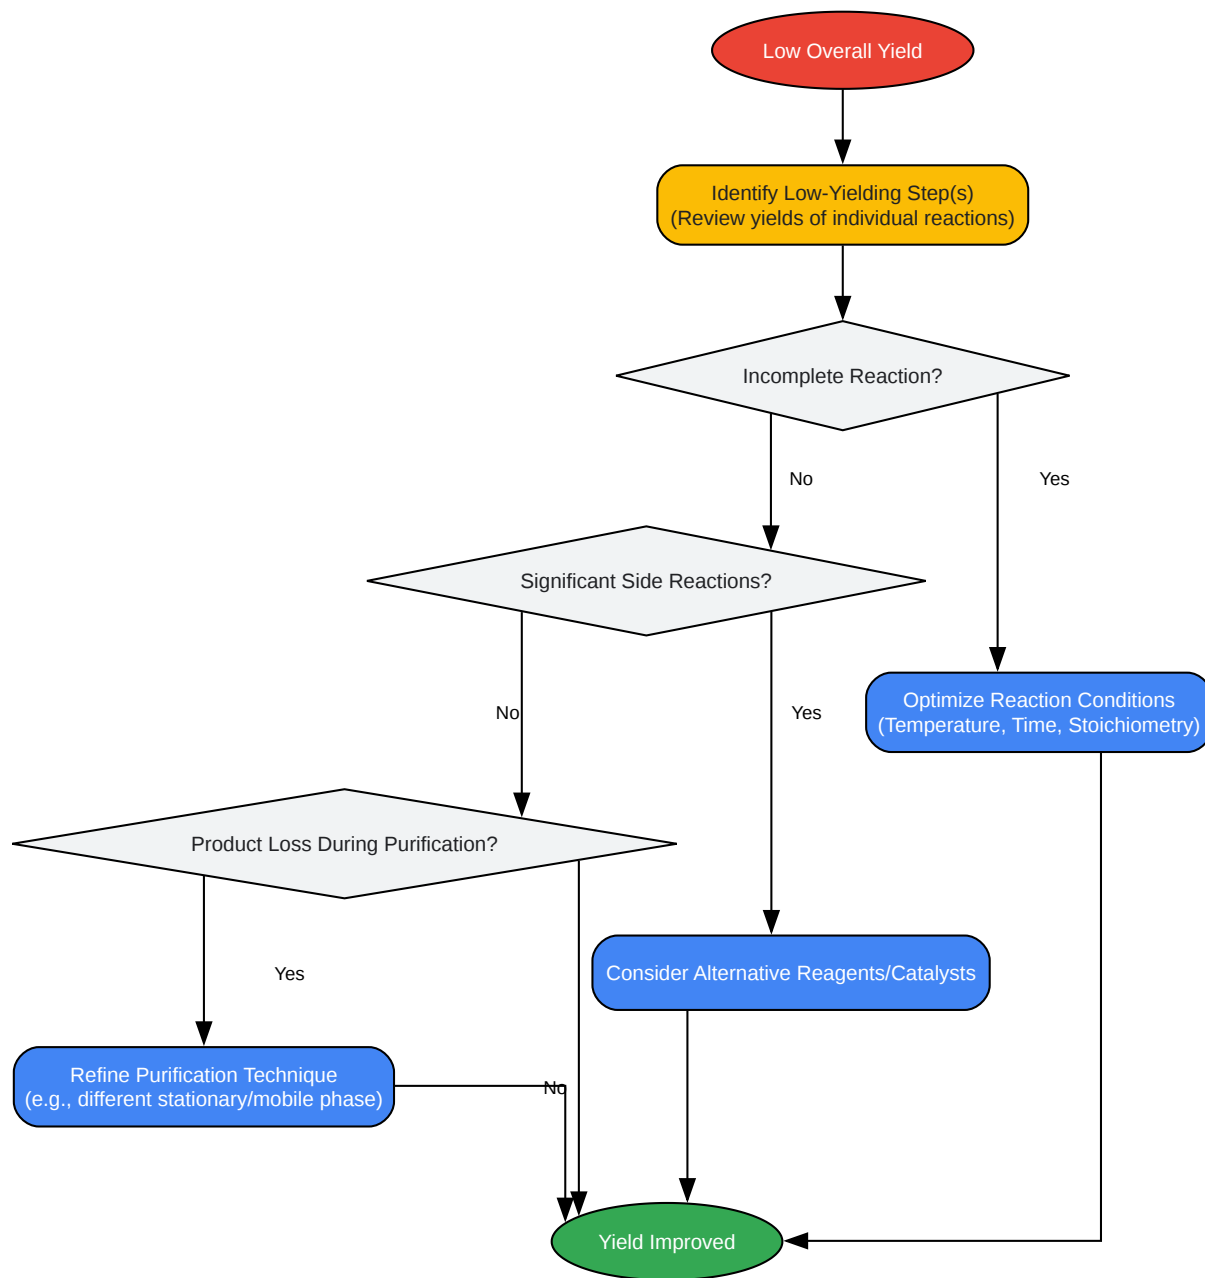 Low Overall Yield
Identify Low-Yielding Step(s)
(Review yields of individual reactions)
Incomplete Reaction?
No
Yes
Significant Side Reactions?
Optimize Reaction Conditions
(Temperature, Time, Stoichiometry)
No
Yes
Product Loss During Purification?
Yes
Consider Alternative Reagents/Catalysts
Refine Purification Technique
(e.g., different stationary/mobile phase)
No
Yield Improved